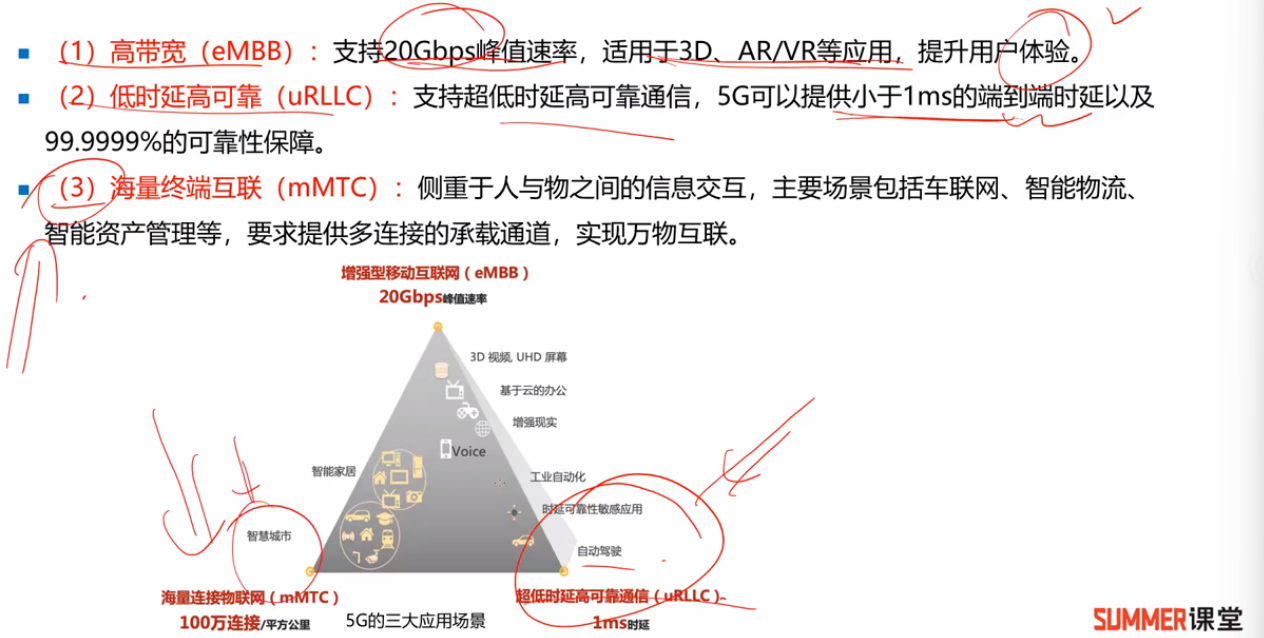 (1)高带宽(eMBB):支持20Gbps峰值速率,适用于3D、AR/VR等应用,提升用户体验。
(2)低时延高可靠(uRLLC):支持超低时延高可靠通信,5G可以提供小于1ms的端到端时延以及
99.9999%的可靠性保障。
(3)海量终端互联(mMTC):侧重于人与物之间的信息交互,主要场景包括车联网、智能物流、
智能资产管理等,要求提供多连接的承载通道,实现万物互联。
增强型移动互联网(eMBB)
20Gbps峰值速率
3D 视频, UHD 屏幕
基于云的办公
增强现实
Voice
智能家居
工业自动化
时延可靠性敏感应用
智慧城市
自动驾驶
海量连接物联网(mMTC)
100万连接/平方公里
5G的三大应用场景
超低时延高可靠通信(uRLLC)
1ms时延
SUMMER课堂